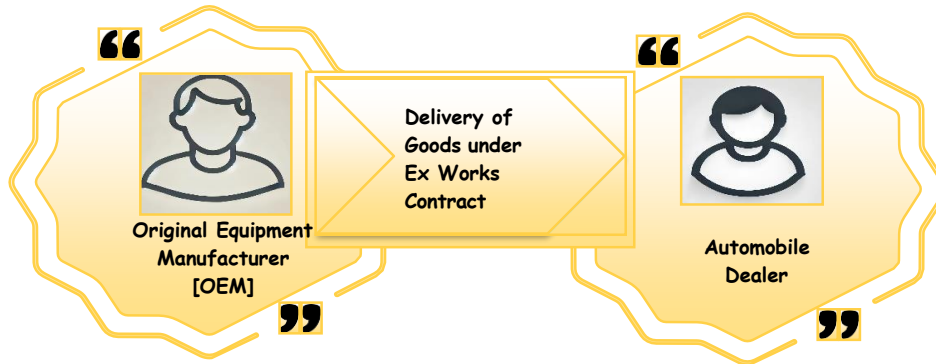 Delivery of
Goods under
Ex Works
Contract
Original Equipment
Manufacturer
[OEM]
Automobile
Dealer